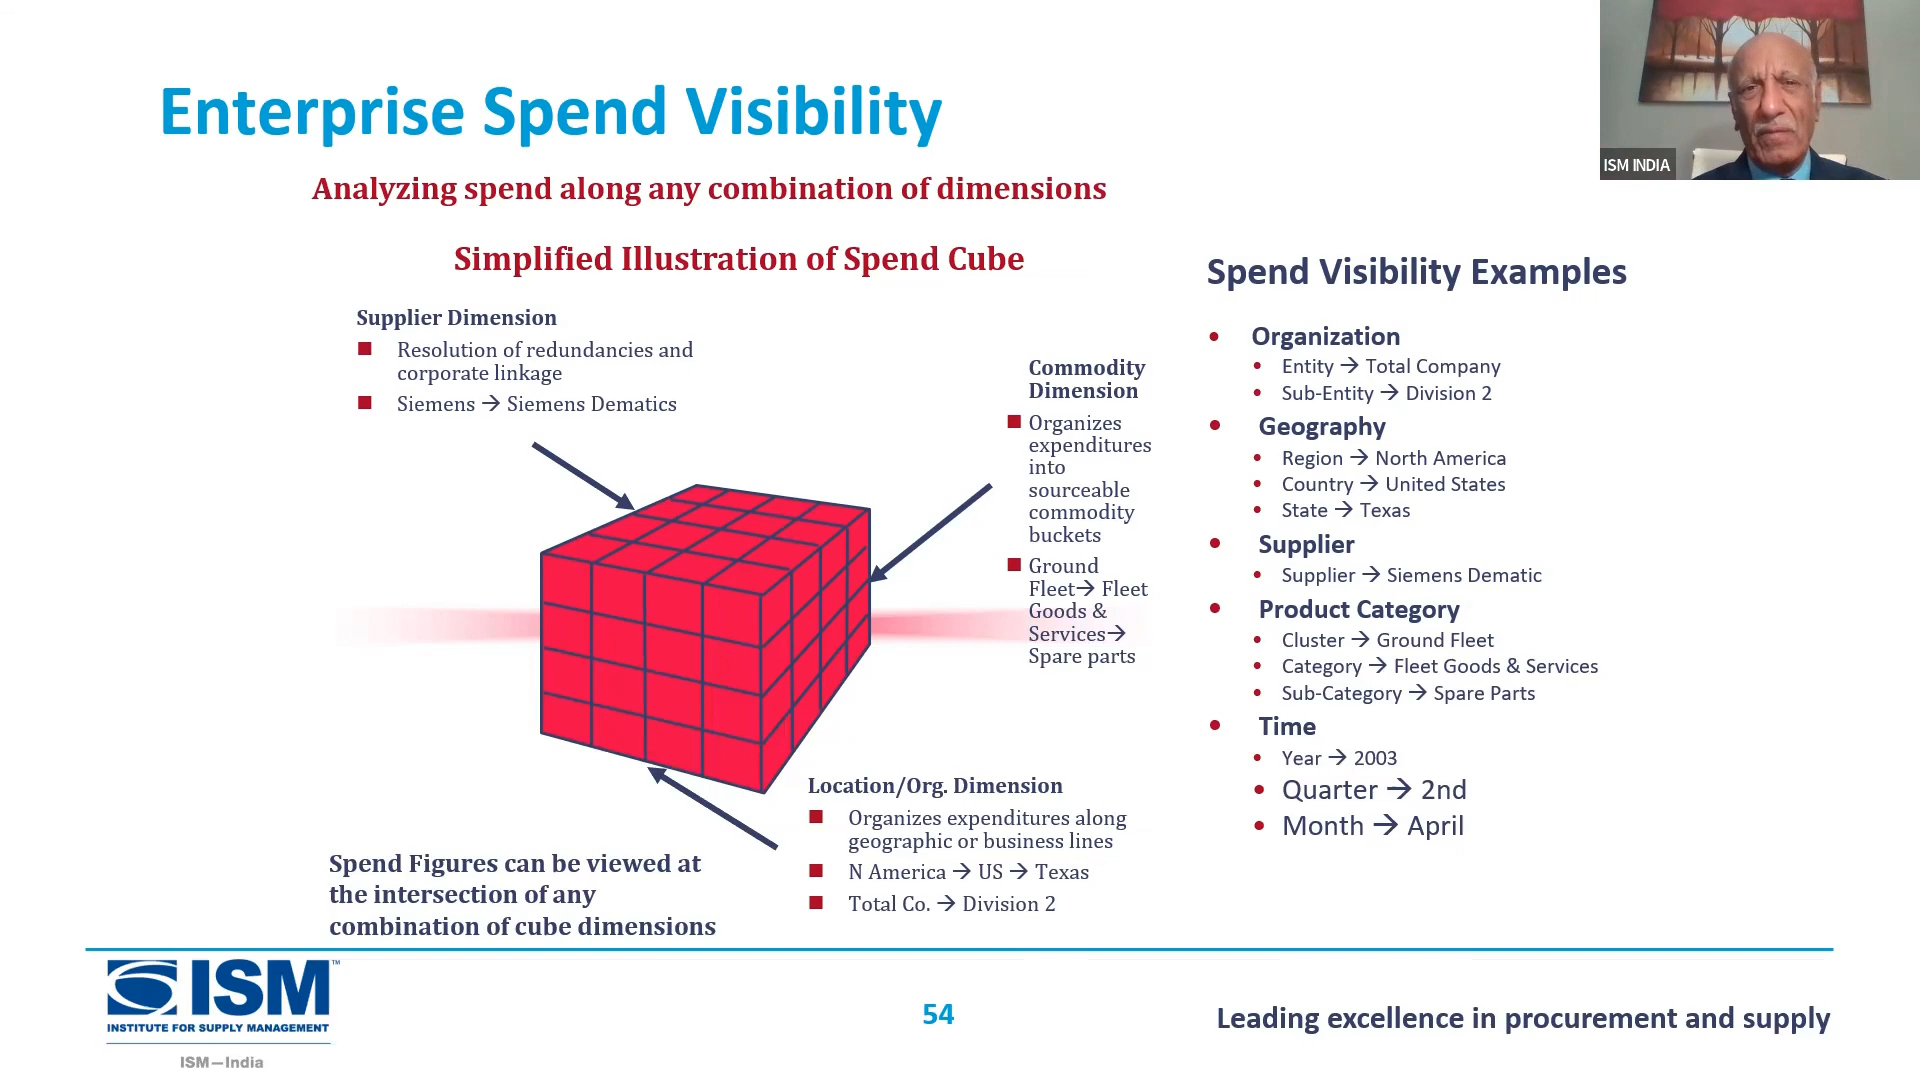 Enterprise Spend Visibility
ISM INDIA
Analyzing spend along any combination of dimensions
Simplified Illustration of Spend Cube
Supplier Dimension
Resolution of redundancies and
corporate linkage
Siemens → Siemens Dematics
Commodity
Dimension
Organizes
expenditures
into
sourceable
commodity
buckets
Ground
Fleet→ Fleet
Goods &
Services→
Spare parts
Location/Org. Dimension
Organizes expenditures along
geographic or business lines
N America → US → Texas
Total Co. → Division 2
Spend Figures can be viewed at
the intersection of any
combination of cube dimensions
Spend Visibility Examples
• Organization
• Entity → Total Company
• Sub-Entity → Division 2
• Geography
• Region → North America
• Country → United States
• State → Texas
• Supplier
• Supplier → Siemens Dematic
• Product Category
• Cluster → Ground Fleet
• Category → Fleet Goods & Services
• Sub-Category → Spare Parts
• Time
• Year → 2003
• Quarter → 2nd
• Month → April
ISM™
INSTITUTE FOR SUPPLY MANAGEMENT
ISM—India
54
Leading excellence in procurement and supply